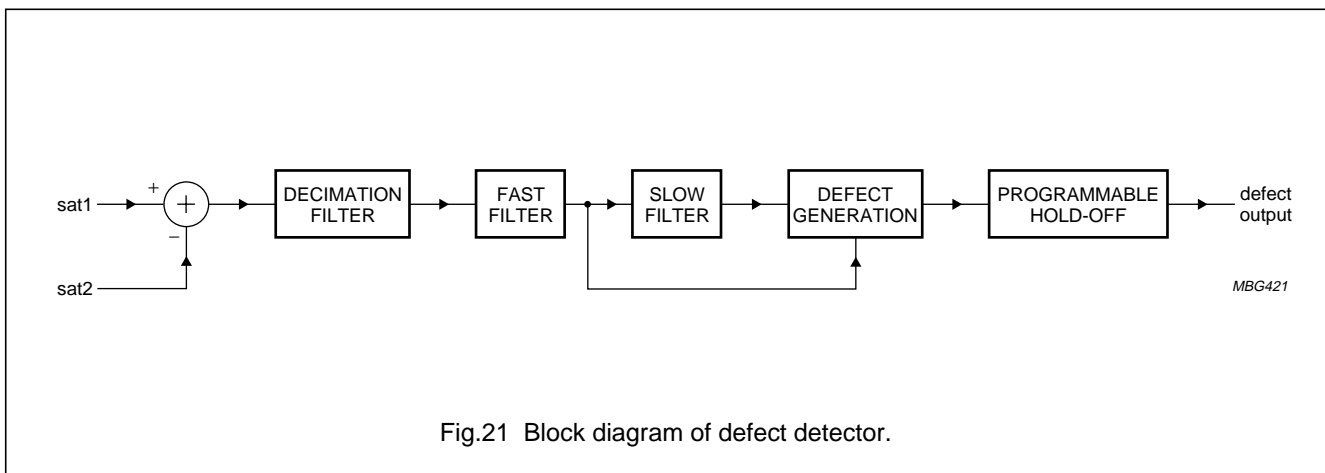 sat1
+
+
−
sat2
DECIMATION
FILTER
FAST
FILTER
SLOW
FILTER
DEFECT
GENERATION
PROGRAMMABLE
HOLD-OFF
defect
output
MBG421
Fig.21 Block diagram of defect detector.